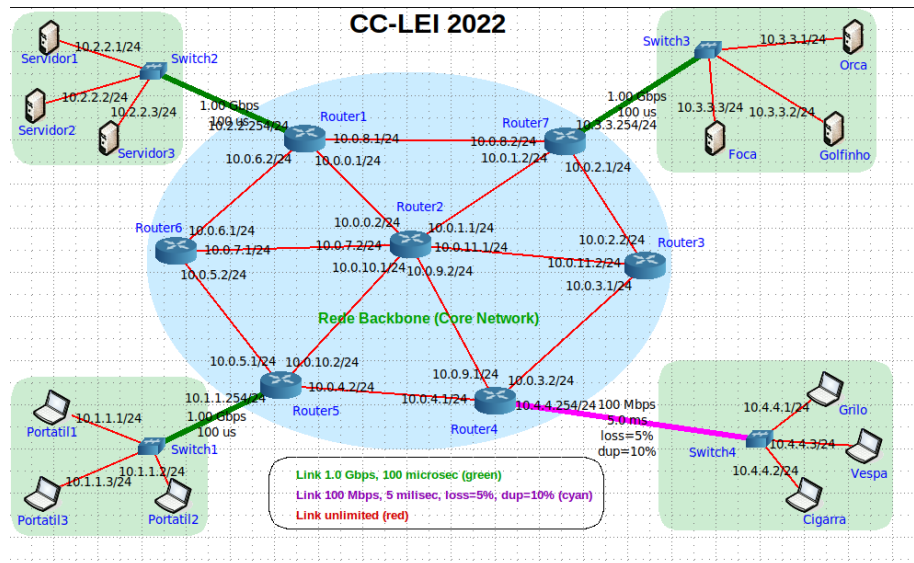 CC-LEI 2022
Servidor1
10.2.2.1/24
Switch2
10.2.2.2/24
Servidor2
10.2.2.3/24
Servidor3
1.00 Gbps
100 us
10.2.2.254/24
Router1
10.0.8.1/24
10.0.6.2/24
10.0.0.1/24
Router7
10.0.8.2/24
10.0.1.2/24
10.0.2.1/24
1.00 Gbps
100 us
10.3.3.254/24
Switch3
10.3.3.1/24
Orca
10.3.3.3/24
10.3.3.2/24
Foca
Golfinho
Router6
10.0.6.1/24
10.0.7.1/24
10.0.5.2/24
Router2
10.0.0.2/24
10.0.1.1/24
10.0.7.2/24
10.0.11.1/24
10.0.10.1/24
10.0.9.2/24
10.0.2.2/24
Router3
10.0.11.2/24
10.0.3.1/24
Rede Backbone (Core Network)
10.0.5.1/24
10.0.10.2/24
10.1.1.254/24
10.0.4.2/24
Router5
1.00 Gbps
100 us
10.0.9.1/24
10.0.3.2/24
10.0.4.1/24
10.4.4.254/24
Router4
100 Mbps
5.0 ms
loss=5%
dup=10%
Portatil1
10.1.1.1/24
Switch1
10.1.1.2/24
10.1.1.3/24
Portatil3
Portatil2
10.4.4.1/24
Grilo
10.4.4.3/24
Switch4
Vespa
10.4.4.2/24
Cigarra
Link 1.0 Gbps, 100 microsec (green)
Link 100 Mbps, 5 milisec, loss=5%, dup=10% (cyan)
Link unlimited (red)